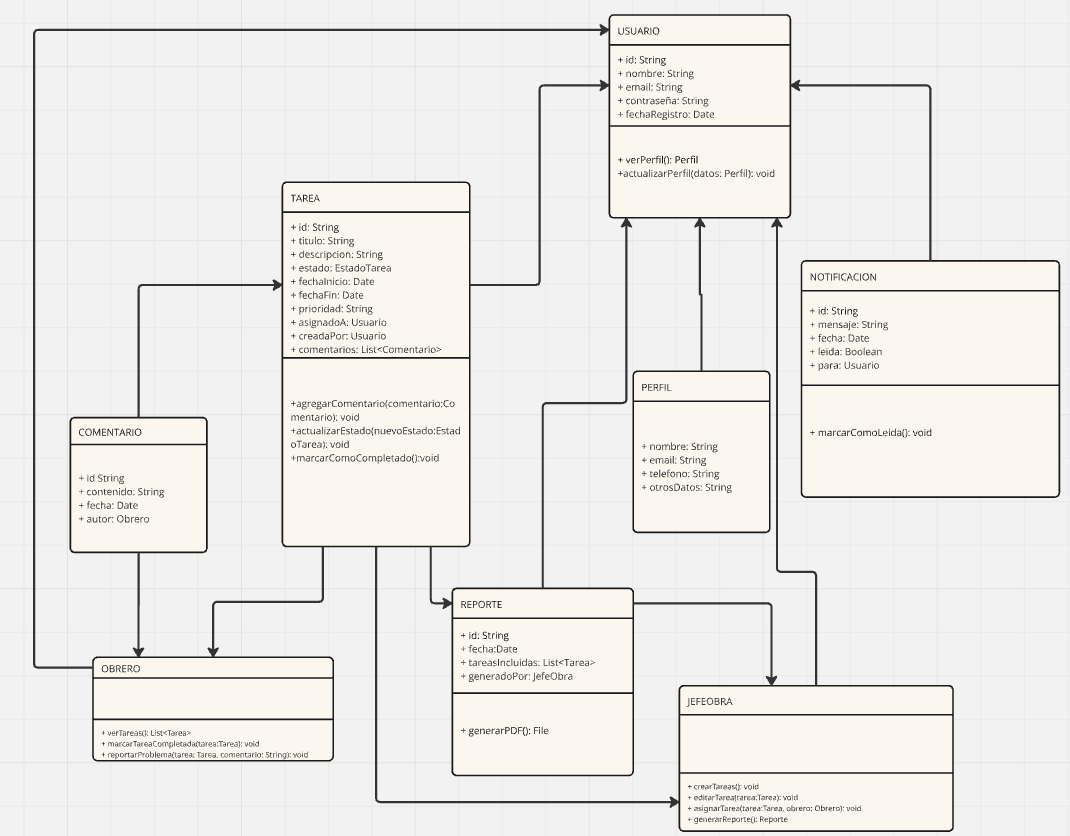 USUARIO
+ id: String
+ nombre: String
+ email: String
+ contraseña: String
+ fechaRegistro: Date
+ verPerfil(): Perfil
+actualizarPerfil(datos: Perfil): void
TAREA
+ id: String
+ titulo: String
+ descripcion: String
+ estado: EstadoTarea
+ fechaInicio: Date
+ fechaFin: Date
+ prioridad: String
+ asignadoA: Usuario
+ creadaPor: Usuario
+ comentarios: List<Comentario>
+agregarComentario(comentario:Co
mentario): void
+actualizarEstado(nuevoEstado:Estad
oTarea): void
+marcarComoCompletado():void
NOTIFICACION
+ id: String
+ mensaje: String
+ fecha: Date
+ leida: Boolean
+ para: Usuario
+ marcarComoLeida(): void
PERFIL
+ nombre: String
+ email: String
+ telefono: String
+ otrosDatos: String
COMENTARIO
+ id String
+ contenido: String
+ fecha: Date
+ autor: Obrero
REPORTE
+ id: String
+ fecha:Date
+ tareasIncluidas: List<Tarea>
+ generadoPor: JefeObra
+ generarPDF(): File
OBRERO
+ verTareas(): List<Tarea>
+ marcarTareaCompletada(tarea:Tarea): void
+ reportarProblema(tarea: Tarea, comentario: String): void
JEFEOBRA
+ crearTareas(): void
+ editarTarea(tarea:Tarea): void
+ asignarTarea(tarea:Tarea, obrero: Obrero): void
+ generarReporte(): Reporte